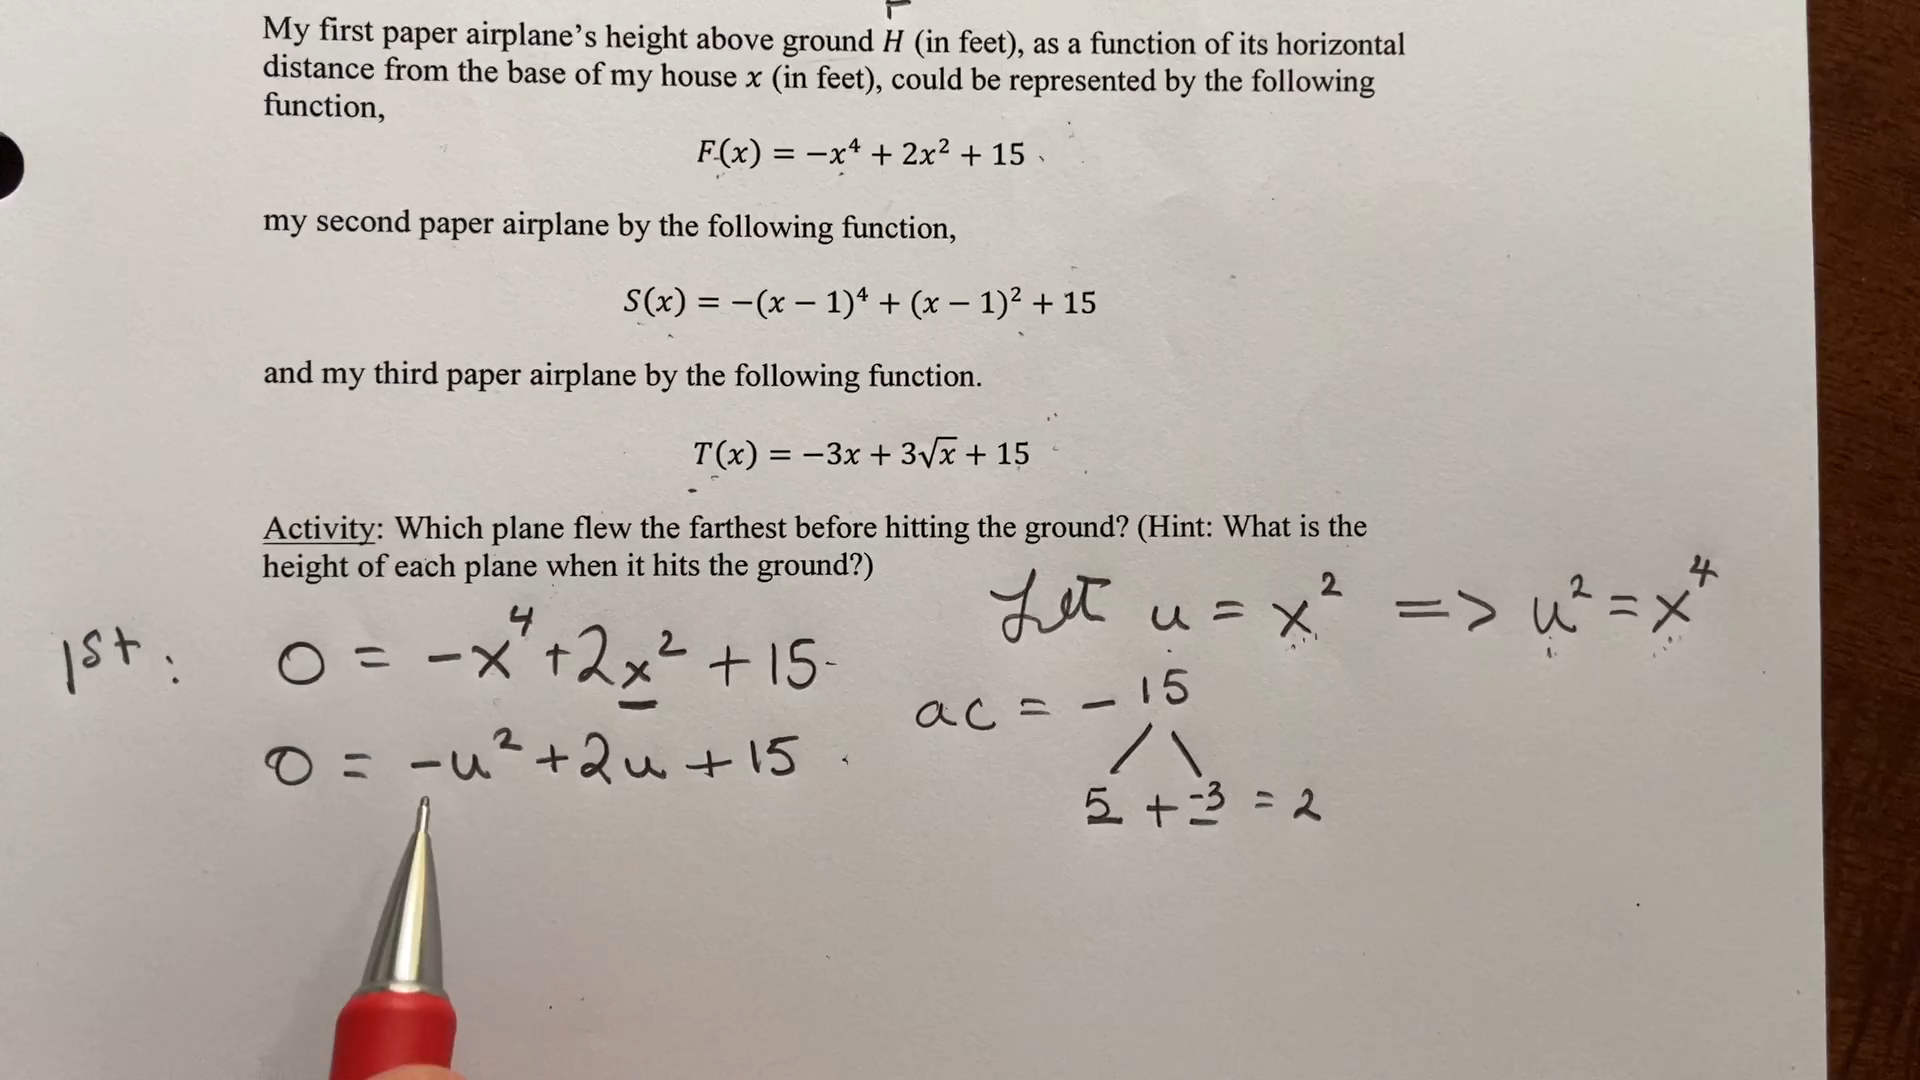 My first paper airplane's height above ground H (in feet), as a function of its horizontal
distance from the base of my house x (in feet), could be represented by the following
function,
F(x) = −x⁴ + 2x² + 15
my second paper airplane by the following function,
S(x) = −(x − 1)⁴ + (x − 1)² + 15
and my third paper airplane by the following function.
T(x) = −3x + 3√x + 15
Activity: Which plane flew the farthest before hitting the ground? (Hint: What is the
height of each plane when it hits the ground?)
Let u = x² => u² = x⁴
1st: 0 = -x⁴ +2x² +15
ac = -15
0 = -u² +2u +15
5 + -3 = 2